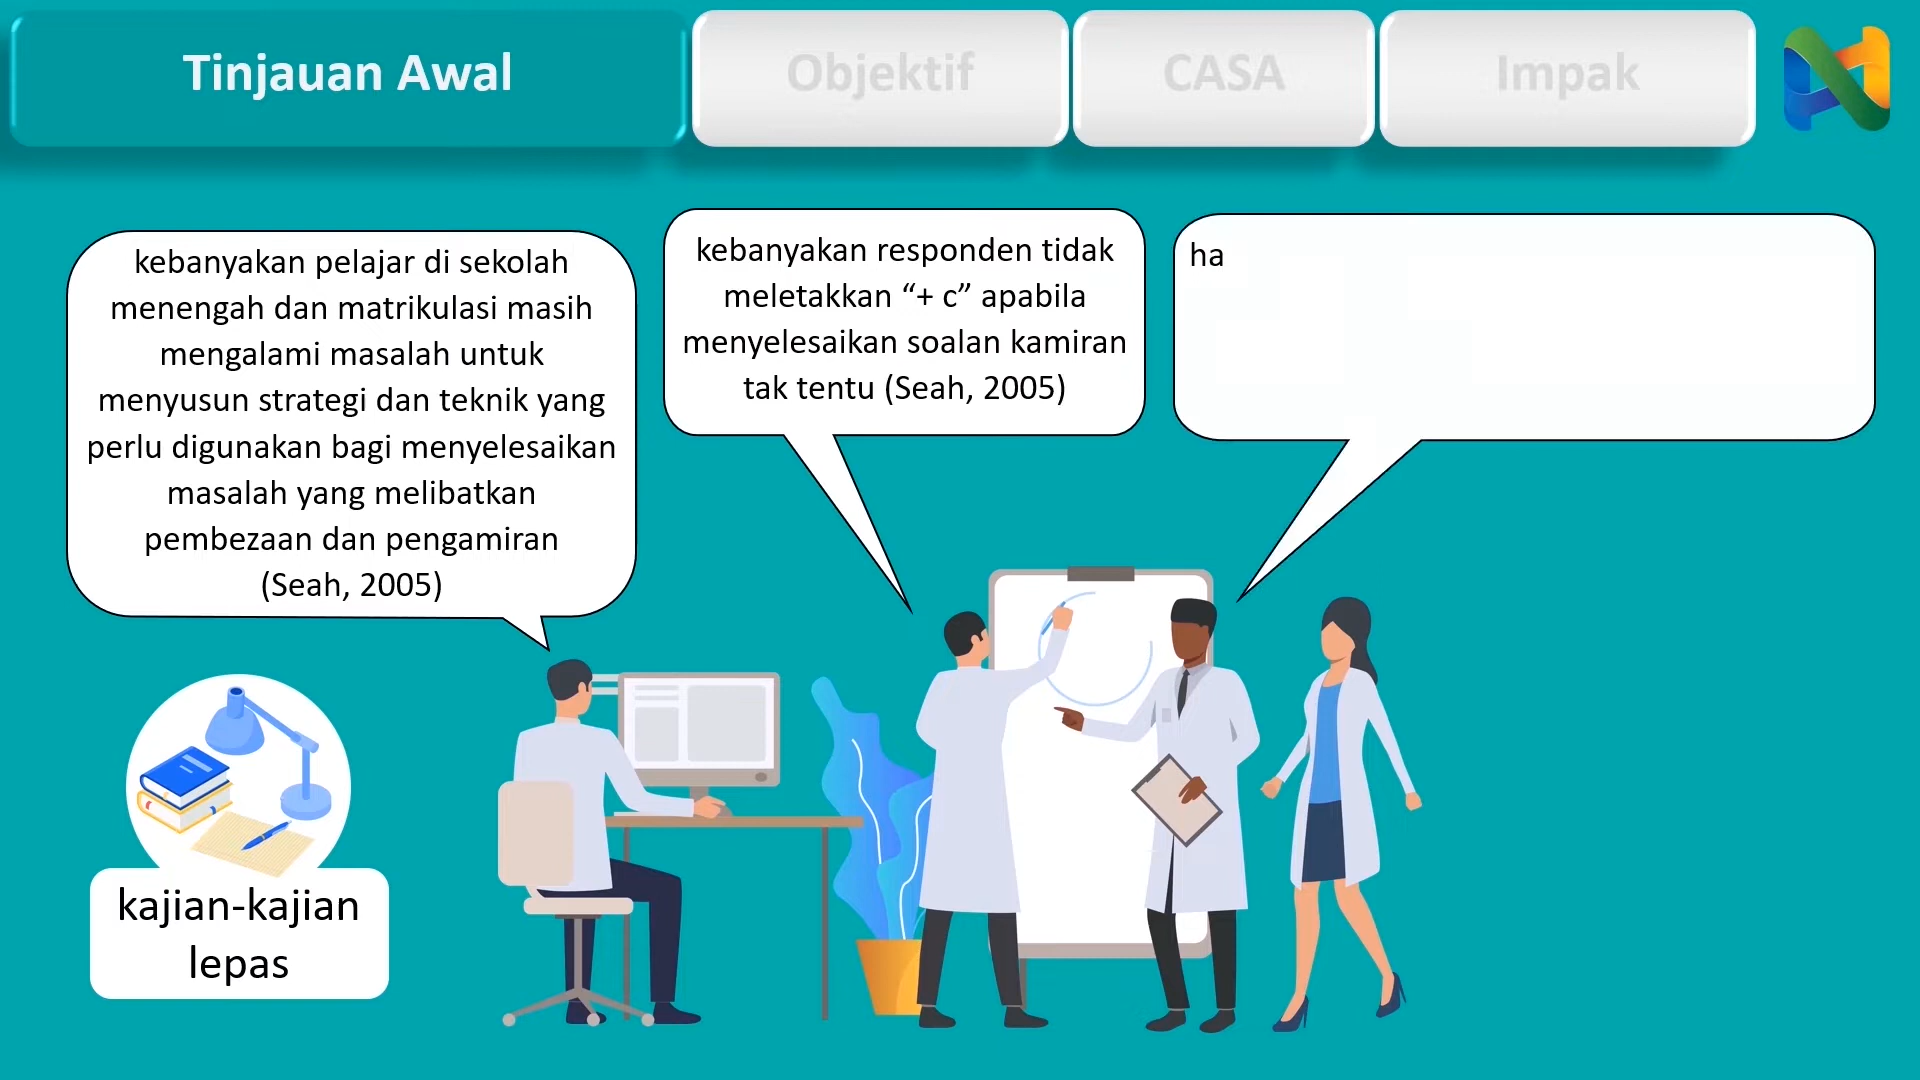 Tinjauan Awal
Objektif
CASA
Impak
kebanyakan pelajar di sekolah
menengah dan matrikulasi masih
mengalami masalah untuk
menyusun strategi dan teknik yang
perlu digunakan bagi menyelesaikan
masalah yang melibatkan
pembezaan dan pengamiran
(Seah, 2005)
kebanyakan responden tidak
meletakkan “+ c” apabila
menyelesaikan soalan kamiran
tak tentu (Seah, 2005)
ha
kajian-kajian
lepas